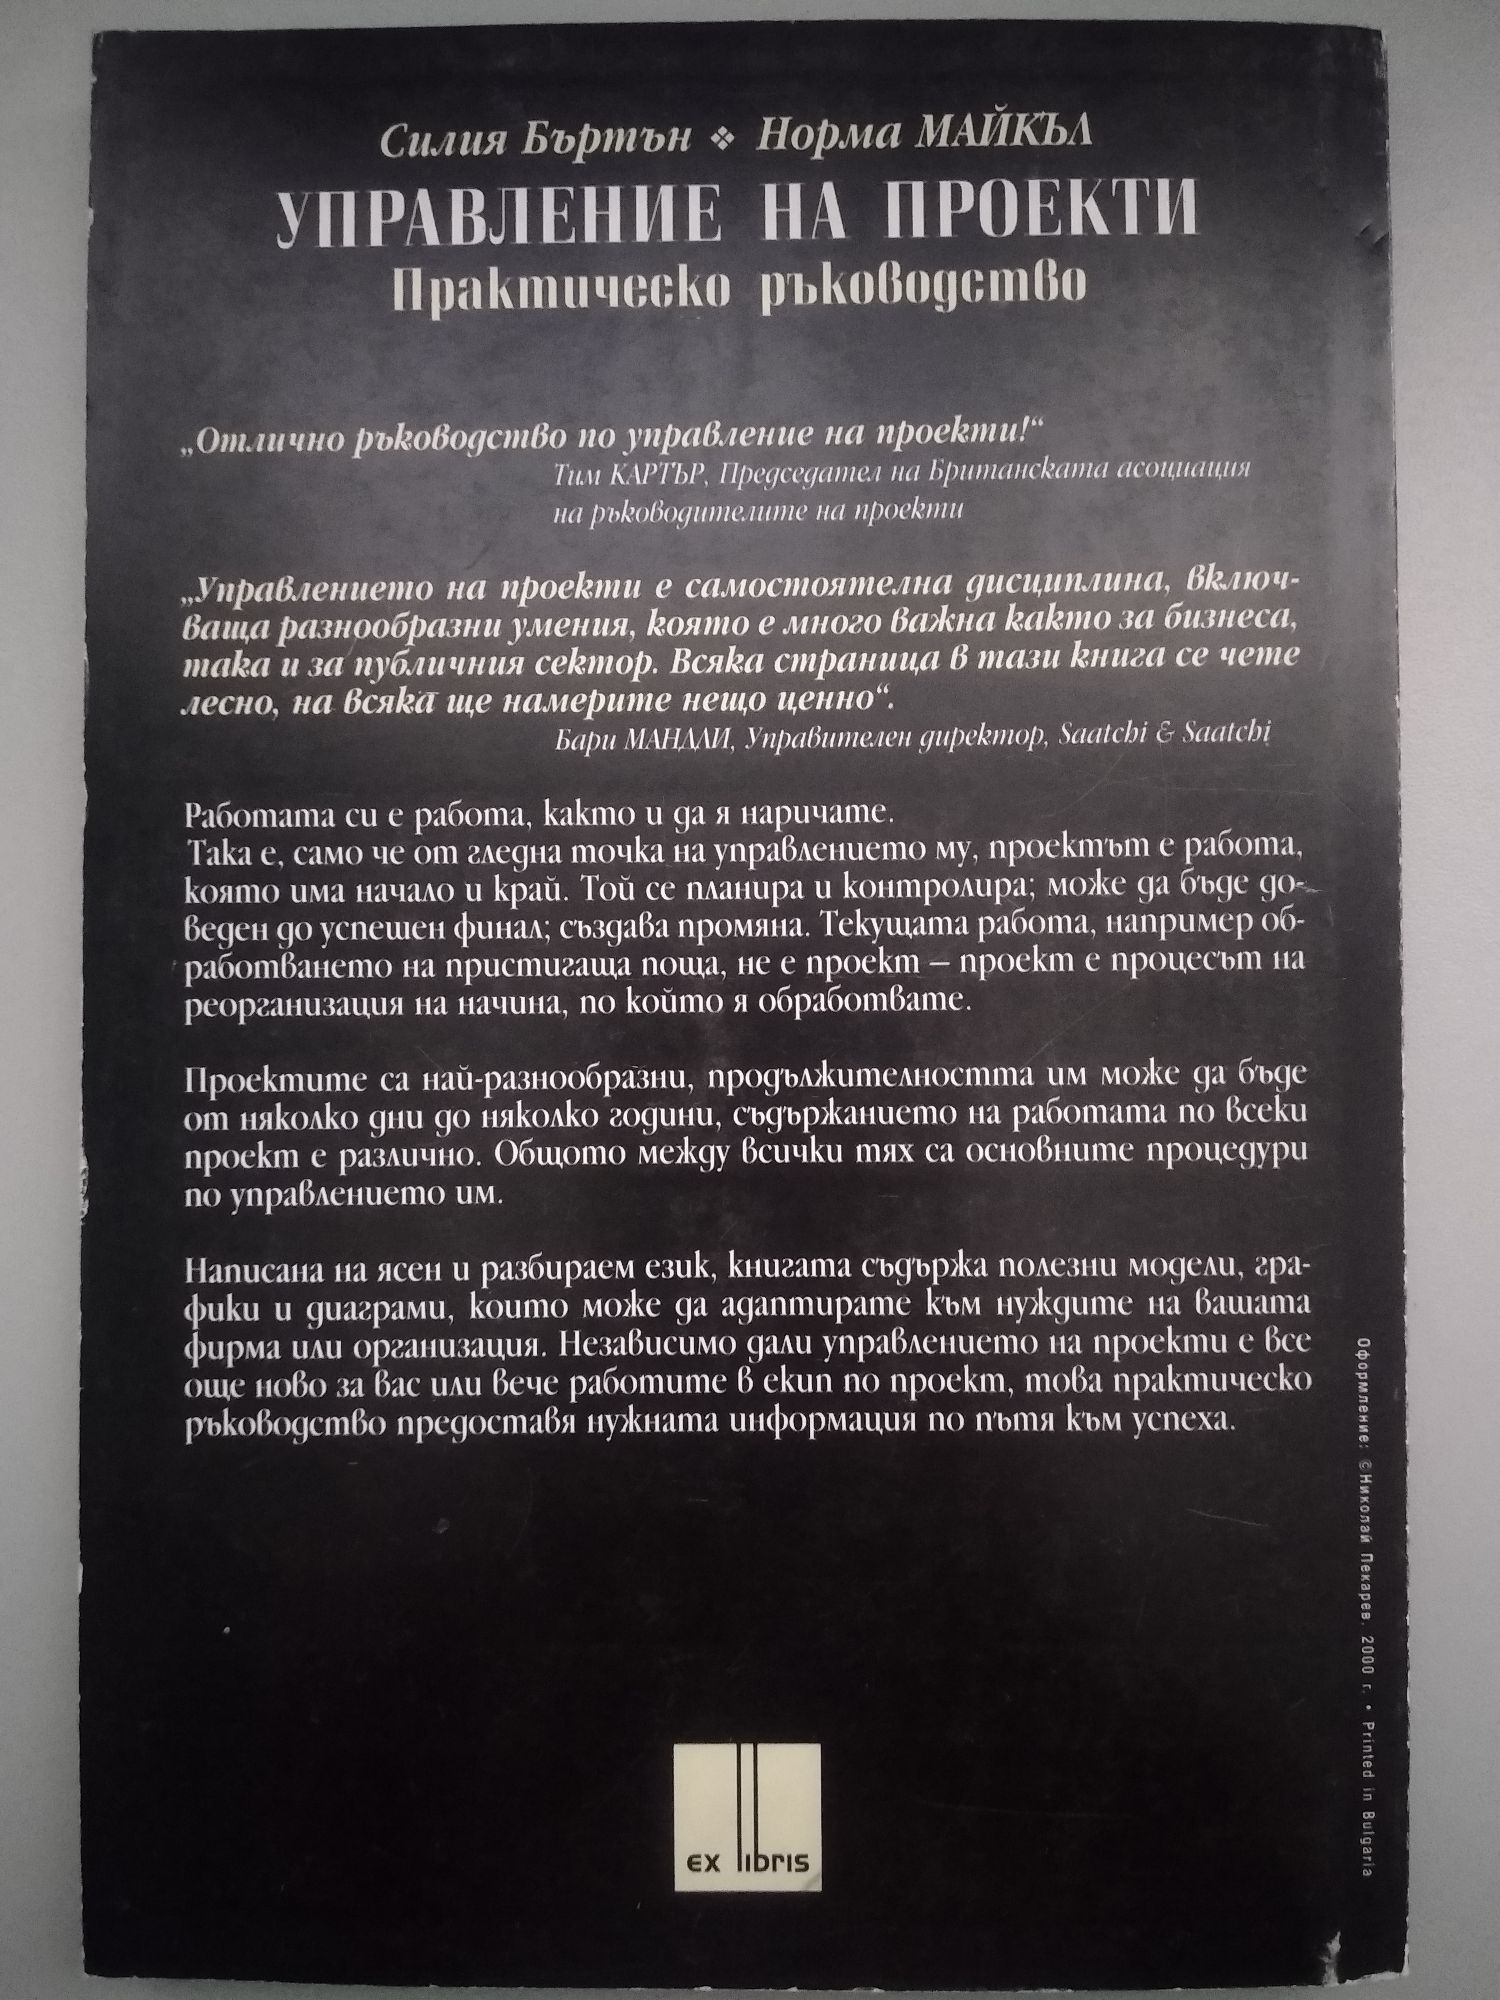 Силия Бъртън ❖ Норма МАЙКЪЛ
УПРАВЛЕНИЕ НА ПРОЕКТИ
Практическо ръководство
„Отлично ръководство по управление на проекти!“
Тим КАРТЪР, Председател на Британската асоциация
на ръководителите на проекти
„Управлението на проекти е самостоятелна дисциплина, включ-
ваща разнообразни умения, която е много важна както за бизнеса,
така и за публичния сектор. Всяка страница в тази книга се чете
лесно, на всяка ще намерите нещо ценно“.
Бари МАНДЛИ, Управителен директор, Saatchi & Saatchi
Работата си е работа, както и да я наричате.
Така е, само че от гледна точка на управлението му, проектът е работа,
която има начало и край. Той се планира и контролира; може да бъде до-
веден до успешен финал; създава промяна. Текущата работа, например об-
работването на пристигаща поща, не е проект – проект е процесът на
реорганизация на начина, по който я обработвате.
Проектите са най-разнообразни, продължителността им може да бъде
от няколко дни до няколко години, съдържанието на работата по всеки
проект е различно. Общото между всички тях са основните процедури
по управлението им.
Написана на ясен и разбираем език, книгата съдържа полезни модели, гра-
фики и диаграми, които може да адаптирате към нуждите на вашата
фирма или организация. Независимо дали управлението на проекти е все
още ново за вас или вече работите в екип по проект, това практическо
ръководство предоставя нужната информация по пътя към успеха.
Оформление: ©Николай Пекарев. 2000 г. • Printed in Bulgaria
ex libris